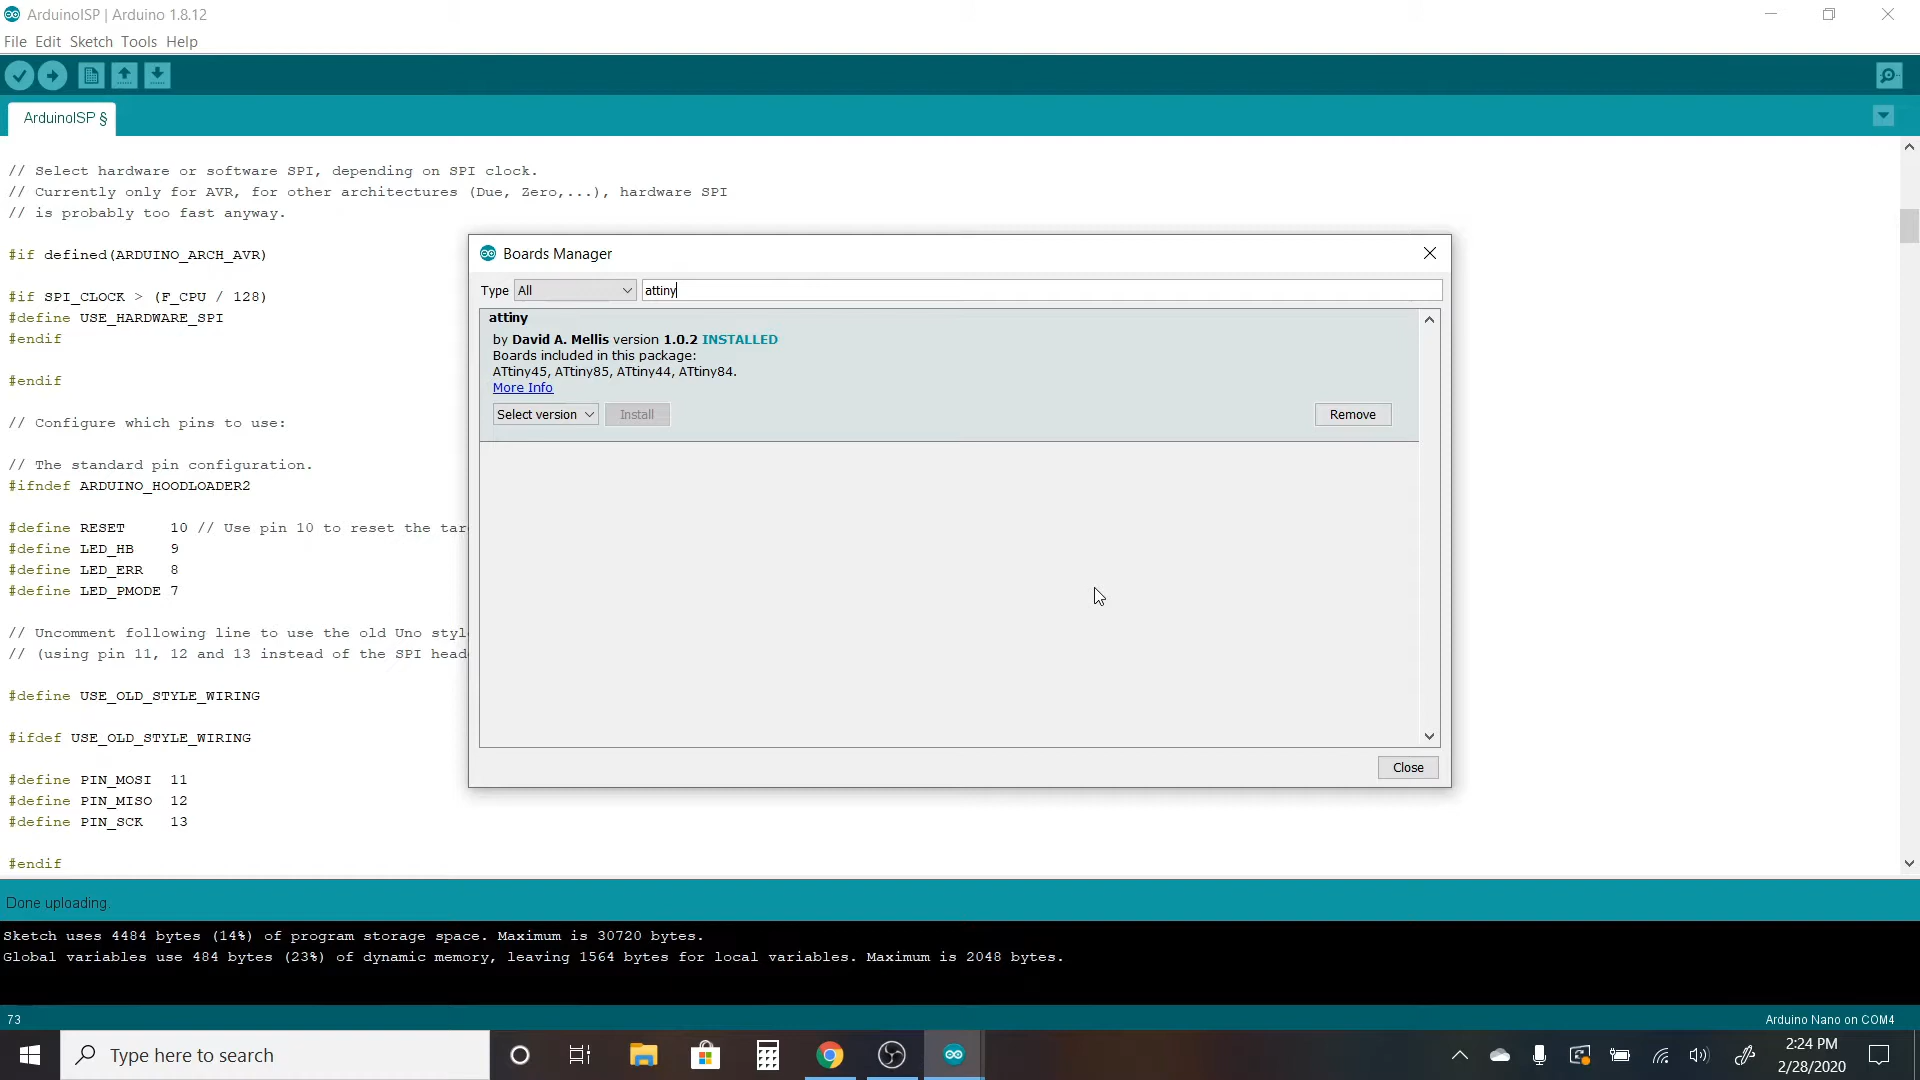 ArduinoISP | Arduino 1.8.12
File Edit Sketch Tools Help
ArduinoISP §
// Select hardware or software SPI, depending on SPI clock.
// Currently only for AVR, for other architectures (Due, Zero,...), hardware SPI
// is probably too fast anyway.
#if defined(ARDUINO_ARCH_AVR)
#if SPI_CLOCK > (F_CPU / 128)
#define USE_HARDWARE_SPI
#endif
#endif
// Configure which pins to use:
// The standard pin configuration.
#ifndef ARDUINO_HOODLOADER2
#define RESET 10 // Use pin 10 to reset the tar
#define LED_HB 9
#define LED_ERR 8
#define LED_PMODE 7
// Uncomment following line to use the old Uno styl
// (using pin 11, 12 and 13 instead of the SPI head
#define USE_OLD_STYLE_WIRING
#ifdef USE_OLD_STYLE_WIRING
#define PIN_MOSI 11
#define PIN_MISO 12
#define PIN_SCK 13
#endif
Boards Manager
Type All attiny
attiny
by David A. Mellis version 1.0.2 INSTALLED
Boards included in this package:
ATtiny45, ATtiny85, ATtiny44, ATtiny84.
More Info
Select version Install Remove
Close
Done uploading.
Sketch uses 4484 bytes (14%) of program storage space. Maximum is 30720 bytes.
Global variables use 484 bytes (23%) of dynamic memory, leaving 1564 bytes for local variables. Maximum is 2048 bytes.
73 Arduino Nano on COM4
Type here to search
2:24 PM
2/28/2020